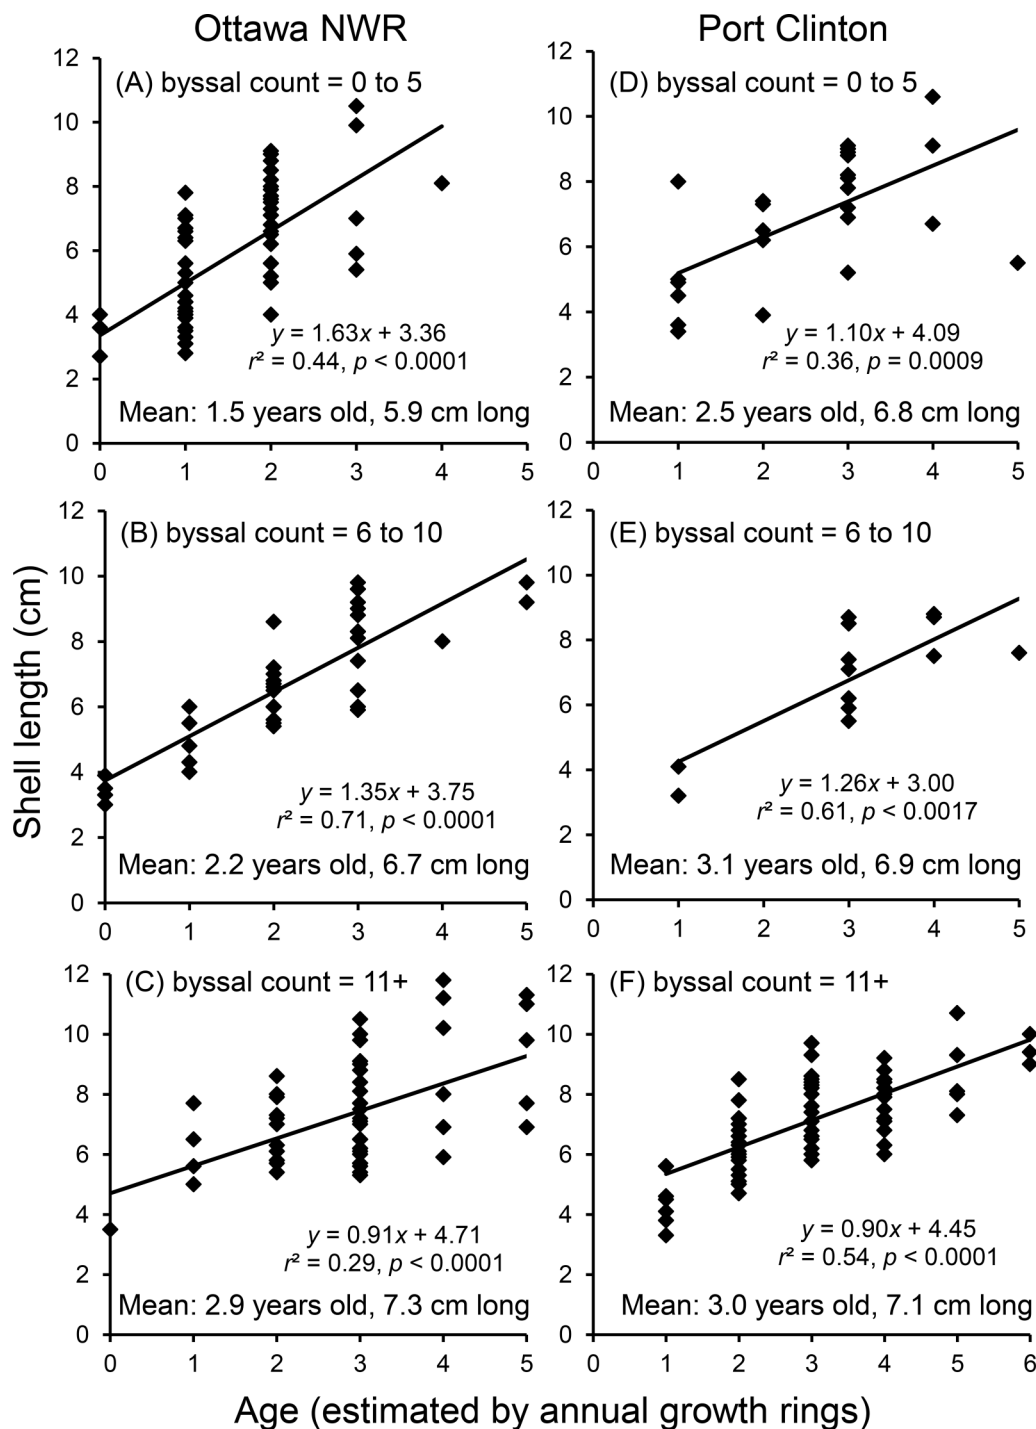 Ottawa NWR
Port Clinton
Shell length (cm)
12
10
8
6
4
2
0
(A) byssal count = 0 to 5
y = 1.63x + 3.36
r² = 0.44, p < 0.0001
Mean: 1.5 years old, 5.9 cm long
0 1 2 3 4 5
12
10
8
6
4
2
0
(D) byssal count = 0 to 5
y = 1.10x + 4.09
r² = 0.36, p = 0.0009
Mean: 2.5 years old, 6.8 cm long
0 1 2 3 4 5
12
10
8
6
4
2
0
(B) byssal count = 6 to 10
y = 1.35x + 3.75
r² = 0.71, p < 0.0001
Mean: 2.2 years old, 6.7 cm long
0 1 2 3 4 5
12
10
8
6
4
2
0
(E) byssal count = 6 to 10
y = 1.26x + 3.00
r² = 0.61, p < 0.0017
Mean: 3.1 years old, 6.9 cm long
0 1 2 3 4 5
12
10
8
6
4
2
0
(C) byssal count = 11+
y = 0.91x + 4.71
r² = 0.29, p < 0.0001
Mean: 2.9 years old, 7.3 cm long
0 1 2 3 4 5
12
10
8
6
4
2
0
(F) byssal count = 11+
y = 0.90x + 4.45
r² = 0.54, p < 0.0001
Mean: 3.0 years old, 7.1 cm long
0 1 2 3 4 5 6
Age (estimated by annual growth rings)